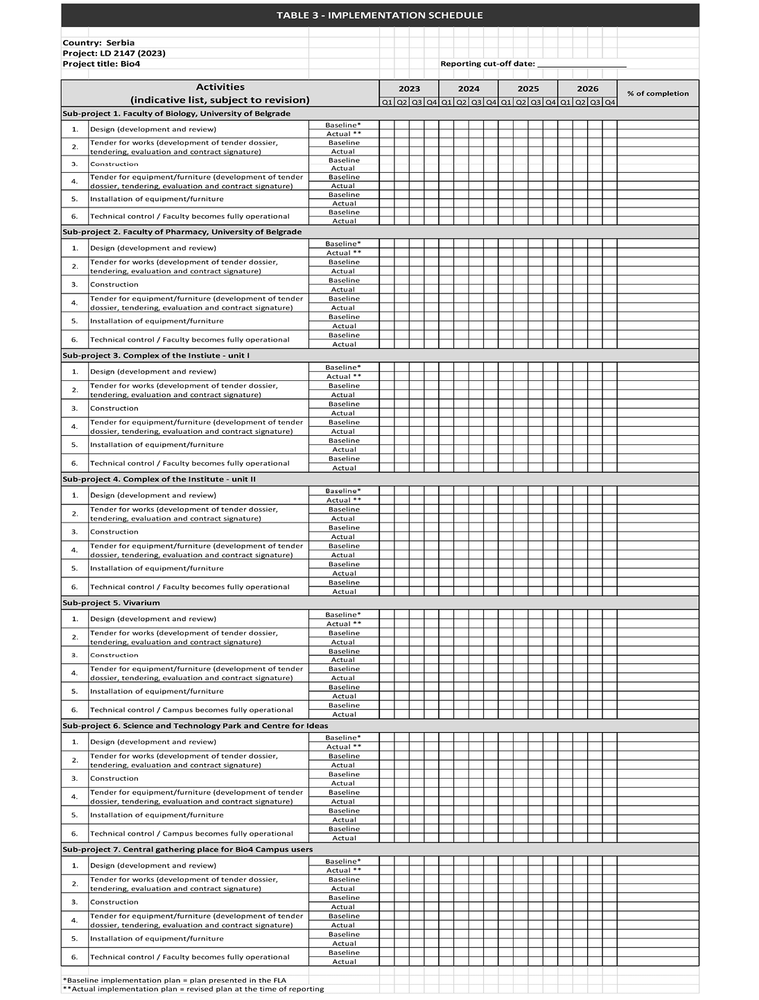 TABLE 3 - IMPLEMENTATION SCHEDULE
Country: Serbia
Project: LD 2147 (2023)
Project title: Bio4 Reporting cut-off date: ____________________
Activities 2023 2024 2025 2026 % of completion
(indicative list, subject to revision) Q1 Q2 Q3 Q4 Q1 Q2 Q3 Q4 Q1 Q2 Q3 Q4 Q1 Q2 Q3 Q4
Sub-project 1. Faculty of Biology, University of Belgrade
1. Design (development and review) Baseline*
Actual **
2. Tender for works (development of tender dossier, Baseline
tendering, evaluation and contract signature) Actual
3. Construction Baseline
Actual
4. Tender for equipment/furniture (development of tender Baseline
dossier, tendering, evaluation and contract signature) Actual
5. Installation of equipment/furniture Baseline
Actual
6. Technical control / Faculty becomes fully operational Baseline
Actual
Sub-project 2. Faculty of Pharmacy, University of Belgrade
1. Design (development and review) Baseline*
Actual **
2. Tender for works (development of tender dossier, Baseline
tendering, evaluation and contract signature) Actual
3. Construction Baseline
Actual
4. Tender for equipment/furniture (development of tender Baseline
dossier, tendering, evaluation and contract signature) Actual
5. Installation of equipment/furniture Baseline
Actual
6. Technical control / Faculty becomes fully operational Baseline
Actual
Sub-project 3. Complex of the Instiute - unit I
1. Design (development and review) Baseline*
Actual **
2. Tender for works (development of tender dossier, Baseline
tendering, evaluation and contract signature) Actual
3. Construction Baseline
Actual
4. Tender for equipment/furniture (development of tender Baseline
dossier, tendering, evaluation and contract signature) Actual
5. Installation of equipment/furniture Baseline
Actual
6. Technical control / Faculty becomes fully operational Baseline
Actual
Sub-project 4. Complex of the Institute - unit II
1. Design (development and review) Baseline*
Actual **
2. Tender for works (development of tender dossier, Baseline
tendering, evaluation and contract signature) Actual
3. Construction Baseline
Actual
4. Tender for equipment/furniture (development of tender Baseline
dossier, tendering, evaluation and contract signature) Actual
5. Installation of equipment/furniture Baseline
Actual
6. Technical control / Faculty becomes fully operational Baseline
Actual
Sub-project 5. Vivarium
1. Design (development and review) Baseline*
Actual **
2. Tender for works (development of tender dossier, Baseline
tendering, evaluation and contract signature) Actual
3. Construction Baseline
Actual
4. Tender for equipment/furniture (development of tender Baseline
dossier, tendering, evaluation and contract signature) Actual
5. Installation of equipment/furniture Baseline
Actual
6. Technical control / Campus becomes fully operational Baseline
Actual
Sub-project 6. Science and Technology Park and Centre for Ideas
1. Design (development and review) Baseline*
Actual **
2. Tender for works (development of tender dossier, Baseline
tendering, evaluation and contract signature) Actual
3. Construction Baseline
Actual
4. Tender for equipment/furniture (development of tender Baseline
dossier, tendering, evaluation and contract signature) Actual
5. Installation of equipment/furniture Baseline
Actual
6. Technical control / Campus becomes fully operational Baseline
Actual
Sub-project 7. Central gathering place for Bio4 Campus users
1. Design (development and review) Baseline*
Actual **
2. Tender for works (development of tender dossier, Baseline
tendering, evaluation and contract signature) Actual
3. Construction Baseline
Actual
4. Tender for equipment/furniture (development of tender Baseline
dossier, tendering, evaluation and contract signature) Actual
5. Installation of equipment/furniture Baseline
Actual
6. Technical control / Faculty becomes fully operational Baseline
Actual
*Baseline implementation plan = plan presented in the FLA
**Actual implementation plan = revised plan at the time of reporting